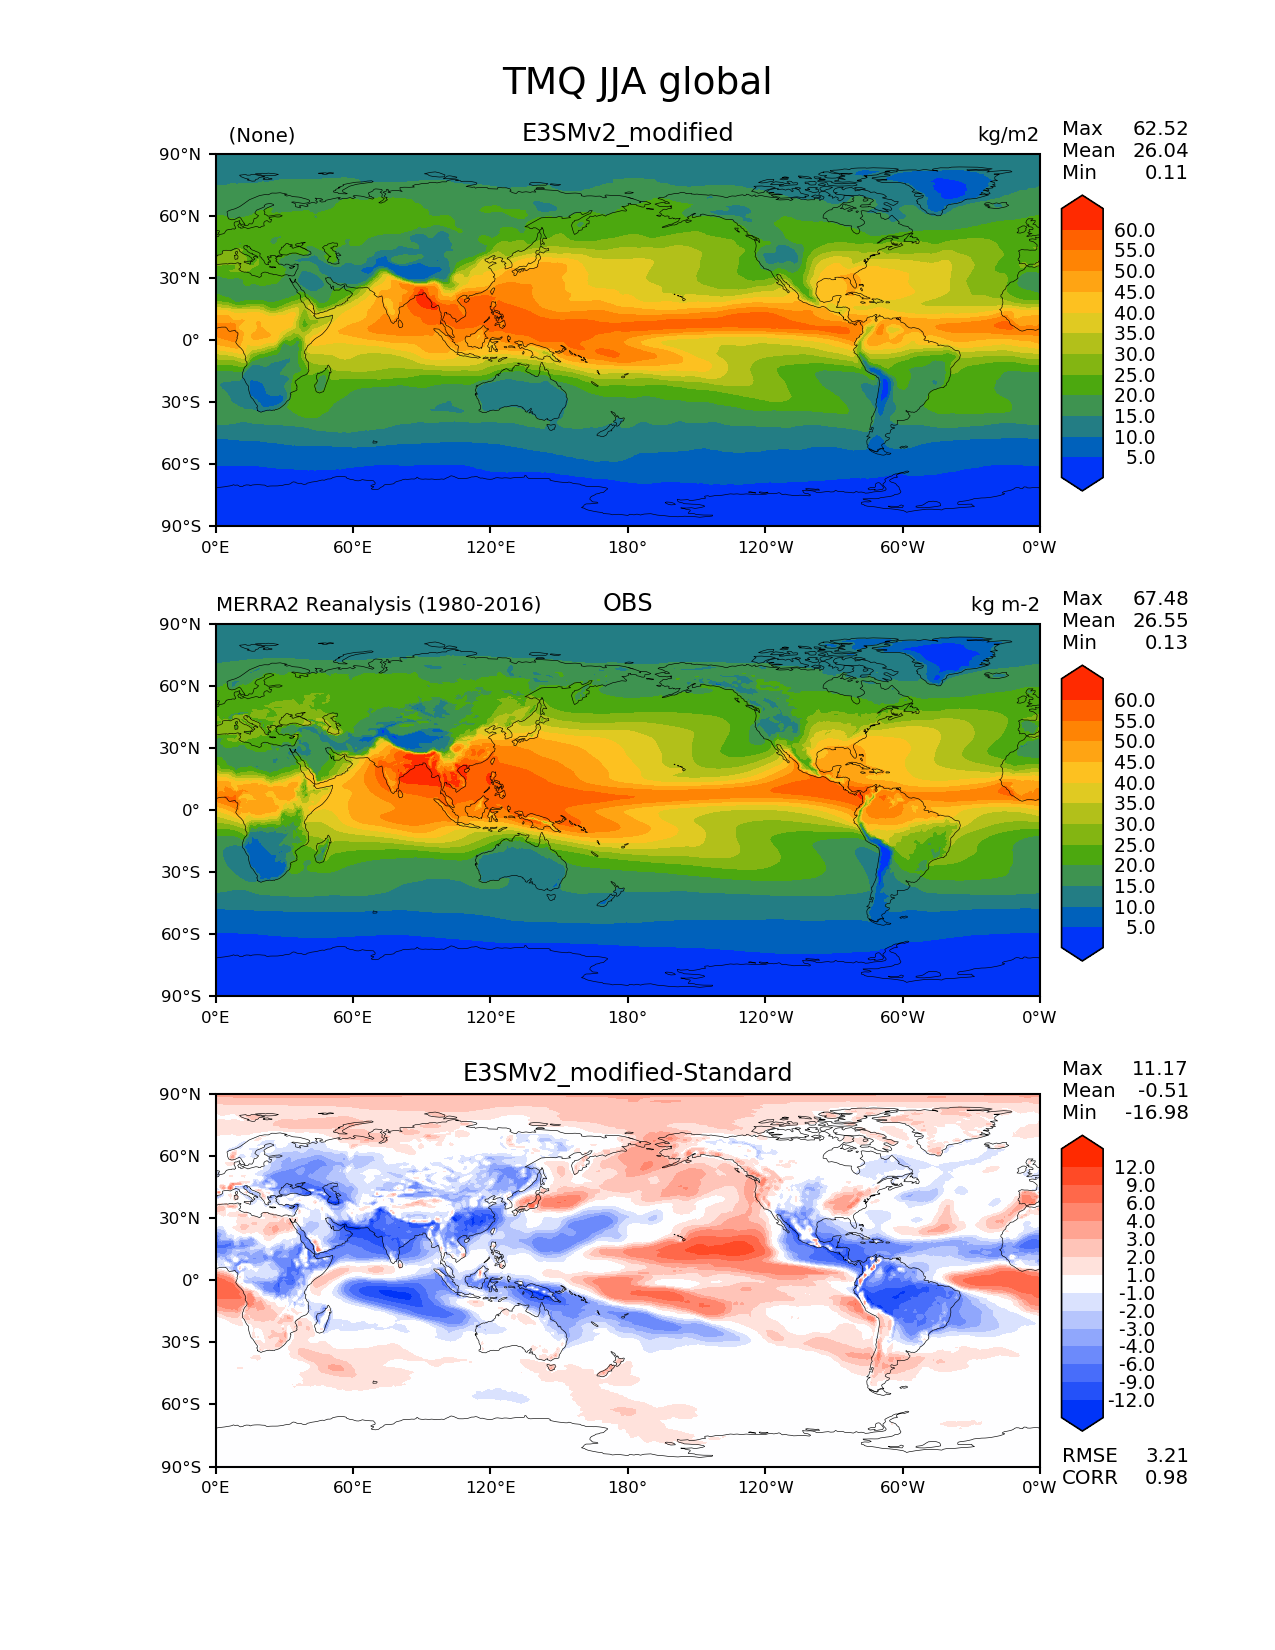 TMQ JJA global
(None) E3SMv2_modified kg/m2
Max 62.52
Mean 26.04
Min 0.11
90°N
60°N
30°N
0°
30°S
60°S
90°S
0°E 60°E 120°E 180° 120°W 60°W 0°W
60.0
55.0
50.0
45.0
40.0
35.0
30.0
25.0
20.0
15.0
10.0
5.0
MERRA2 Reanalysis (1980-2016) OBS kg m-2
Max 67.48
Mean 26.55
Min 0.13
90°N
60°N
30°N
0°
30°S
60°S
90°S
0°E 60°E 120°E 180° 120°W 60°W 0°W
60.0
55.0
50.0
45.0
40.0
35.0
30.0
25.0
20.0
15.0
10.0
5.0
E3SMv2_modified-Standard
Max 11.17
Mean -0.51
Min -16.98
90°N
60°N
30°N
0°
30°S
60°S
90°S
0°E 60°E 120°E 180° 120°W 60°W 0°W
12.0
9.0
6.0
4.0
3.0
2.0
1.0
-1.0
-2.0
-3.0
-4.0
-6.0
-9.0
-12.0
RMSE 3.21
CORR 0.98